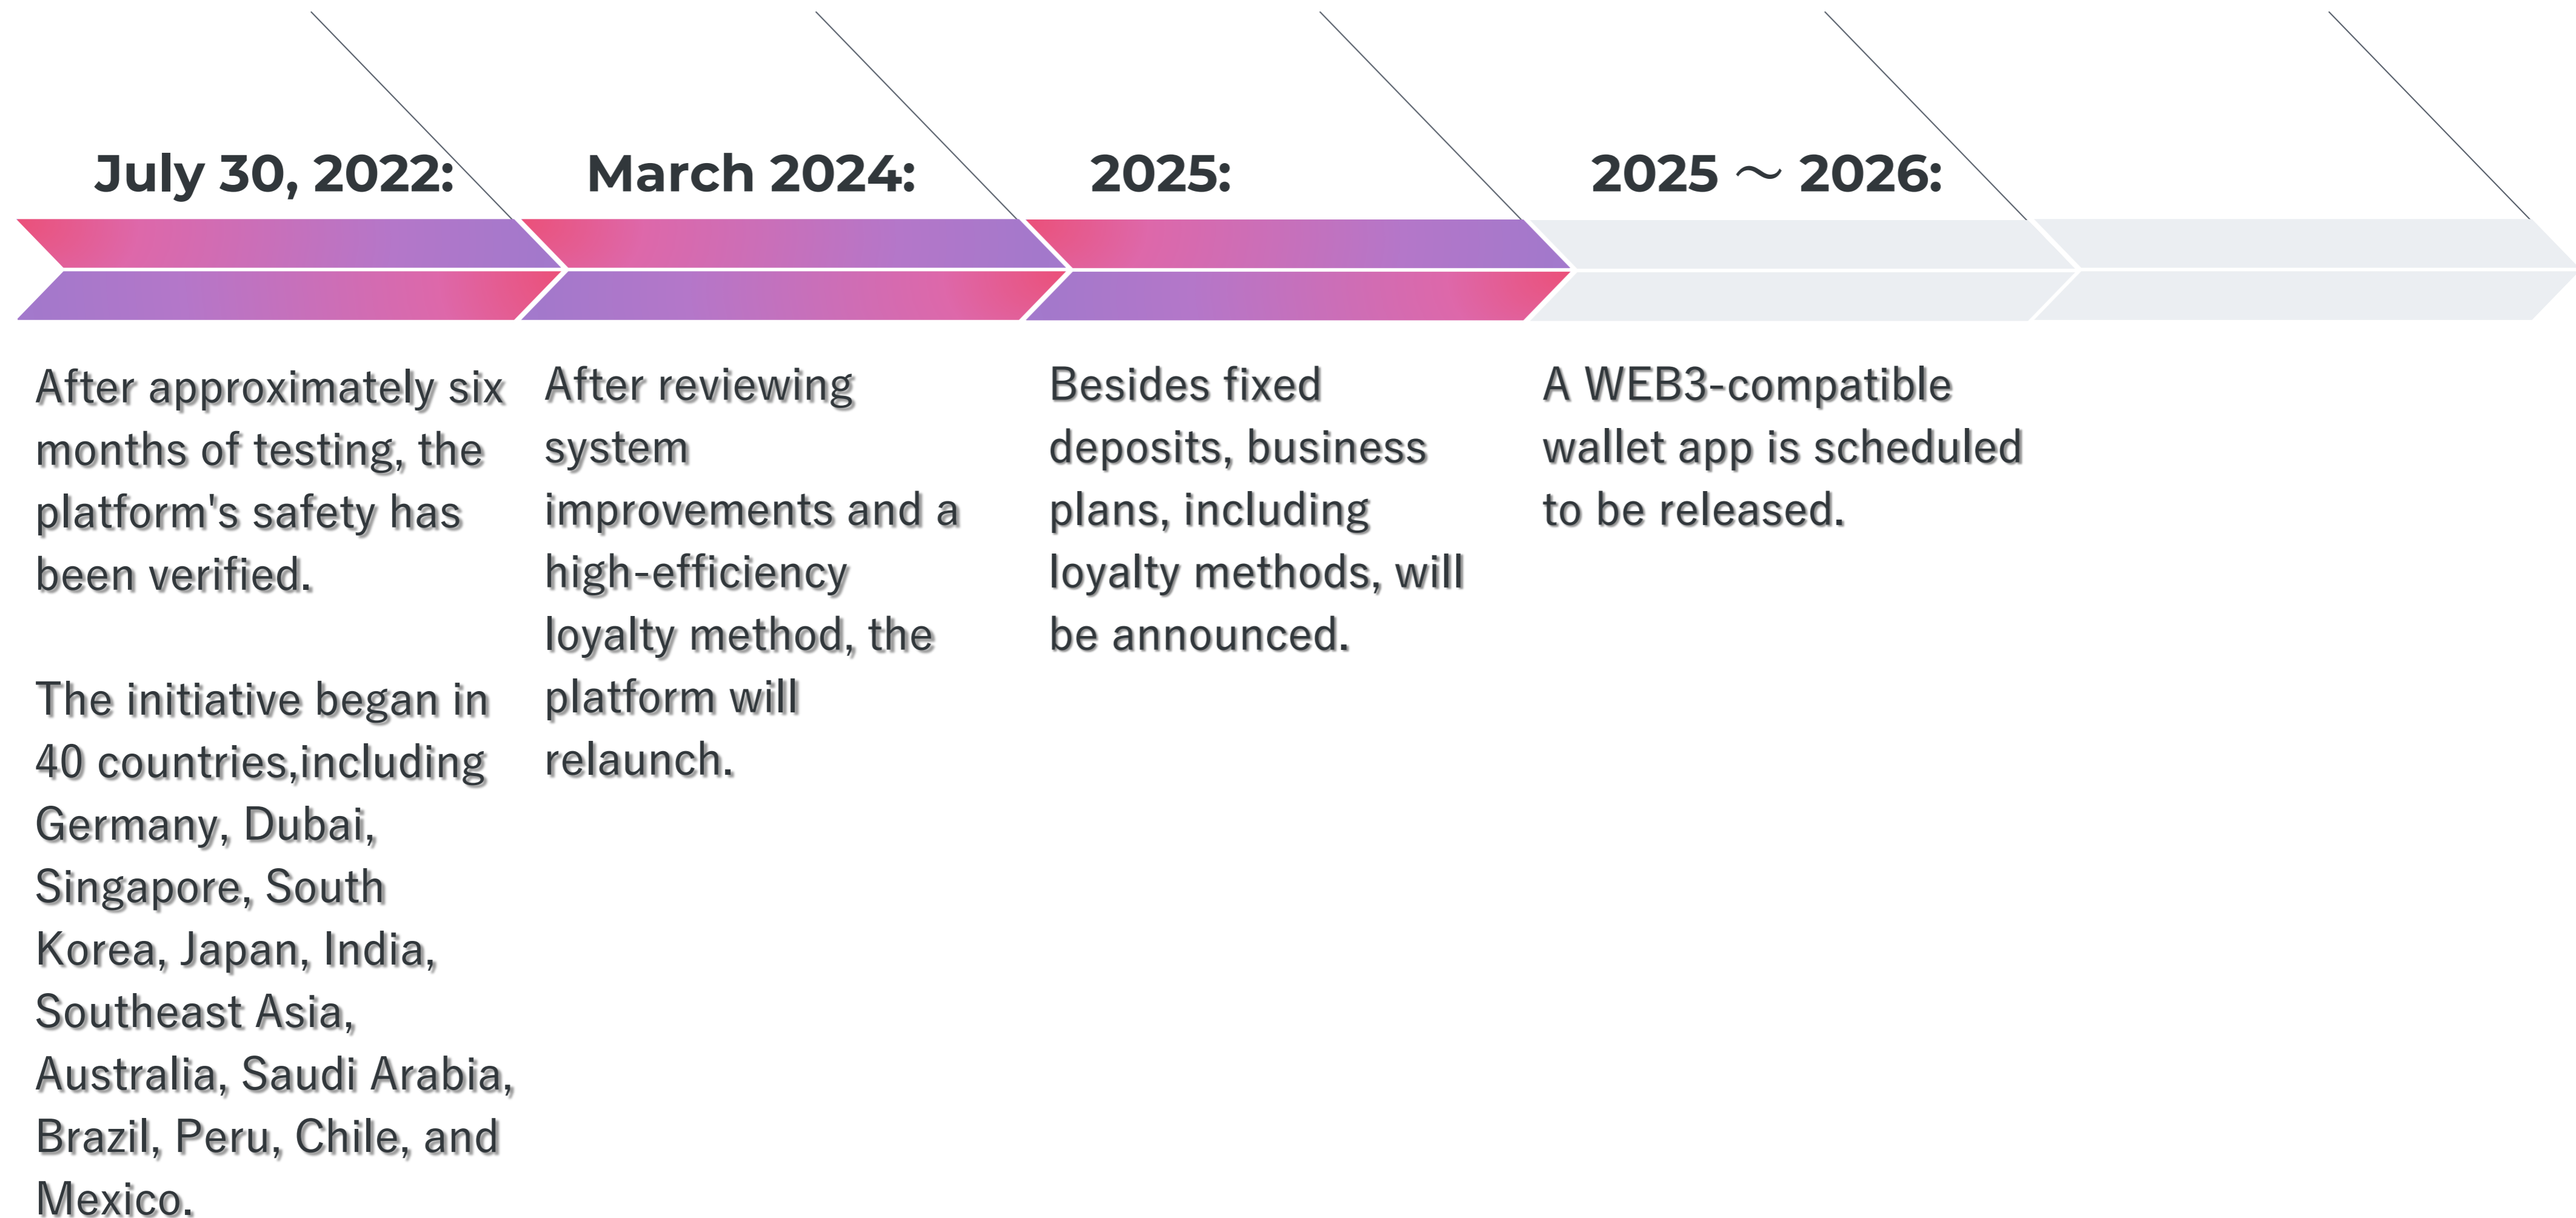 July 30, 2022:
After approximately six
months of testing, the
platform's safety has
been verified.
The initiative began in
40 countries,including
Germany, Dubai,
Singapore, South
Korea, Japan, India,
Southeast Asia,
Australia, Saudi Arabia,
Brazil, Peru, Chile, and
Mexico.
March 2024:
After reviewing
system
improvements and a
high-efficiency
loyalty method, the
platform will
relaunch.
2025:
Besides fixed
deposits, business
plans, including
loyalty methods, will
be announced.
2025 ～ 2026:
A WEB3-compatible
wallet app is scheduled
to be released.